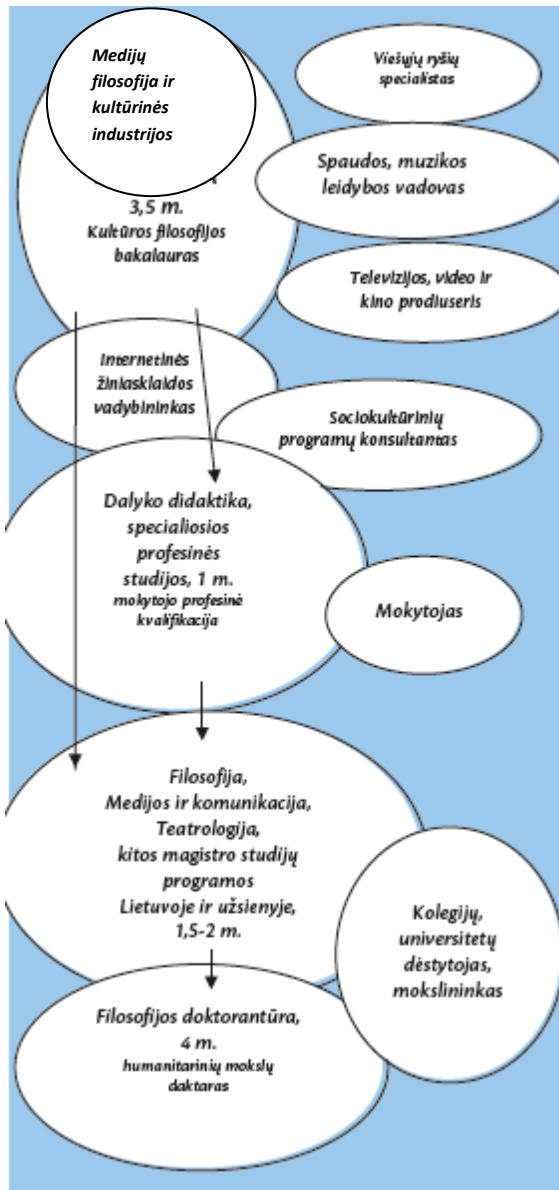 Medijų
filosofija ir
kultūrinės
industrijos
3,5 m.
Kultūros filosofijos
bakalauras
Viešųjų ryšių
specialistas
Spaudos, muzikos
leidybos vadovas
Televizijos, video ir
kino prodiuseris
Internetinės
žiniasklaidos
vadybininkas
Sociokultūrinių
programų konsultantas
Dalyko didaktika,
specialiosios
profesinės
studijos, 1 m.
mokytojo profesinė
kvalifikacija
Mokytojas
Filosofija,
Medijos ir komunikacija,
Teatrologija,
kitos magistro studijų
programos
Lietuvoje ir užsienyje,
1,5-2 m.
Kolegijų,
universitetų
dėstytojas,
mokslininkas
Filosofijos doktorantūra,
4 m.
humanitarinių mokslų
daktaras